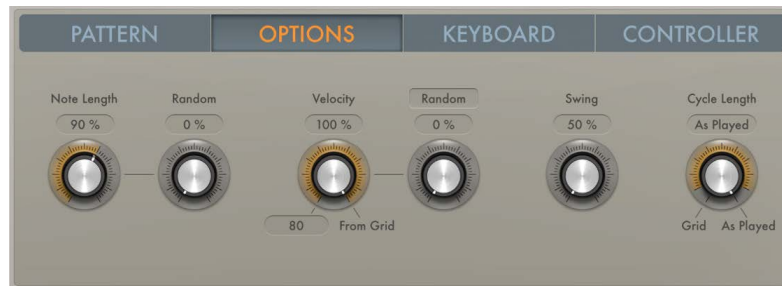 PATTERN OPTIONS KEYBOARD CONTROLLER
Note Length Random Velocity Random Swing Cycle Length
90 % 0 % 100 % 0 % 50 % As Played
80 From Grid Grid As Played